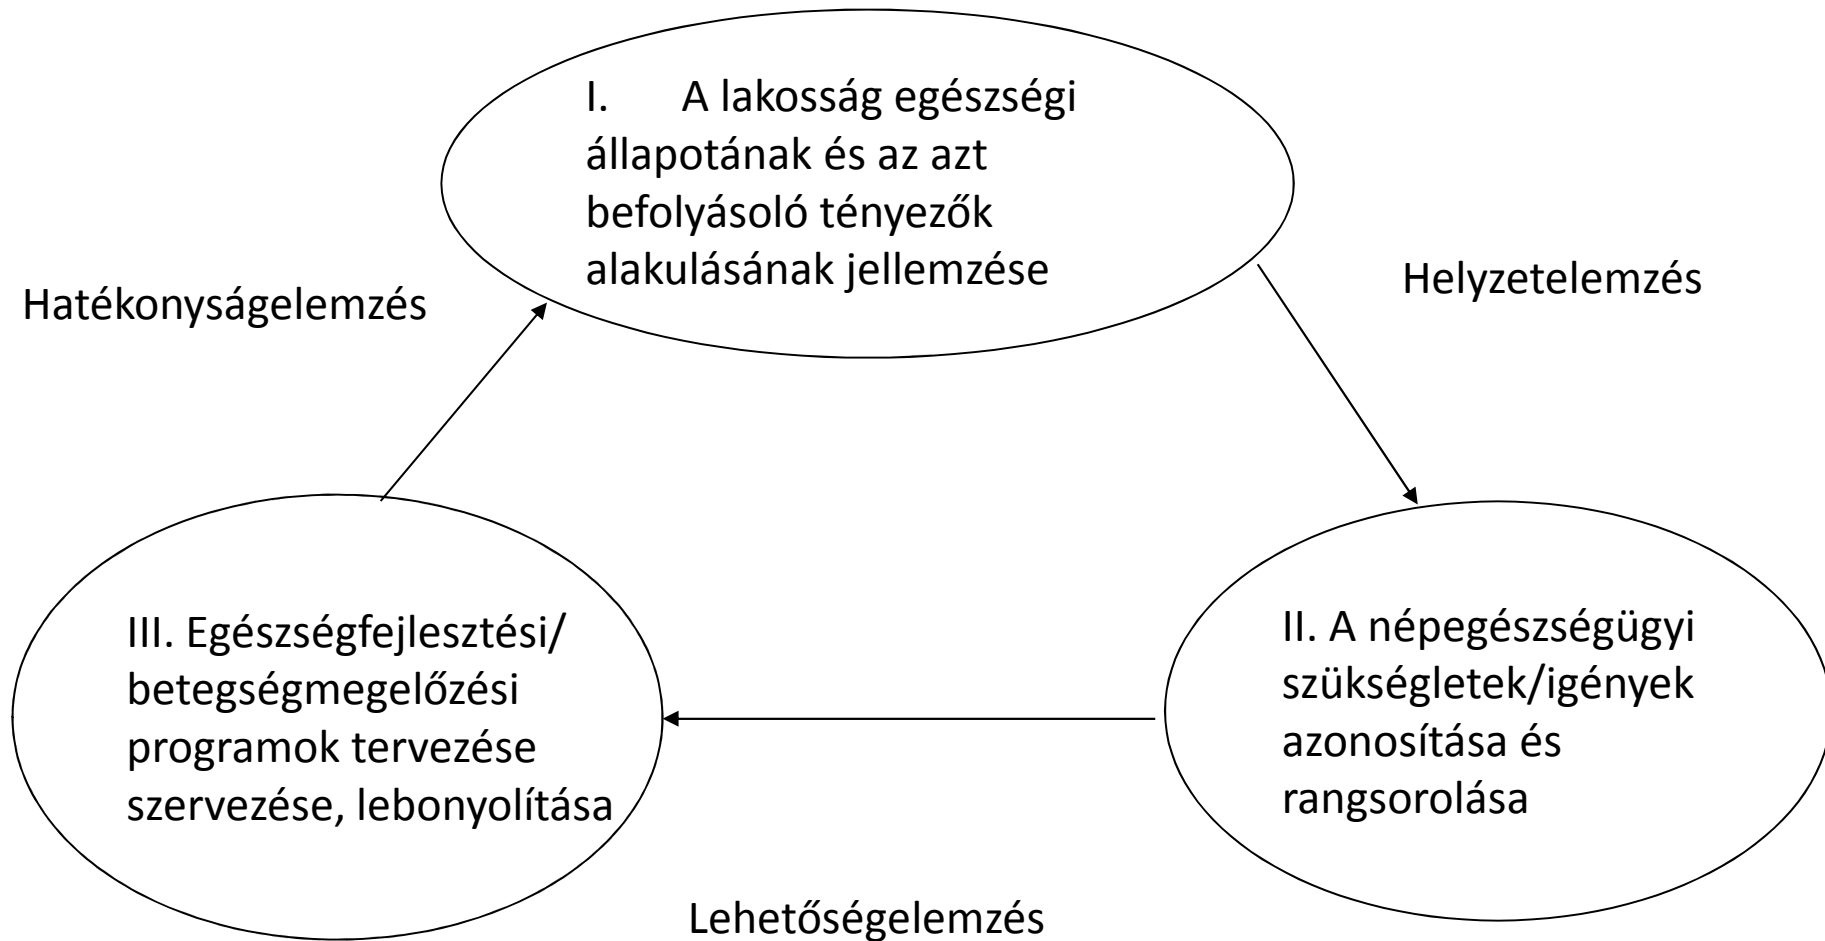 I. A lakosság egészségi
állapotának és az azt
befolyásoló tényezők
alakulásának jellemzése
Hatékonyságelemzés
Helyzetelemzés
III. Egészségfejlesztési/
betegségmegelőzési
programok tervezése
szervezése, lebonyolítása
II. A népegészségügyi
szükségletek/igények
azonosítása és
rangsorolása
Lehetőségelemzés